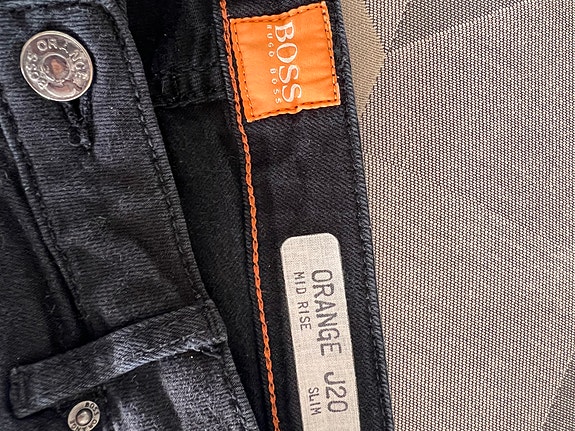 BOSS ORANGE
BOSS
HUGO BOSS
ORANGE J20
MID RISE
SLIM